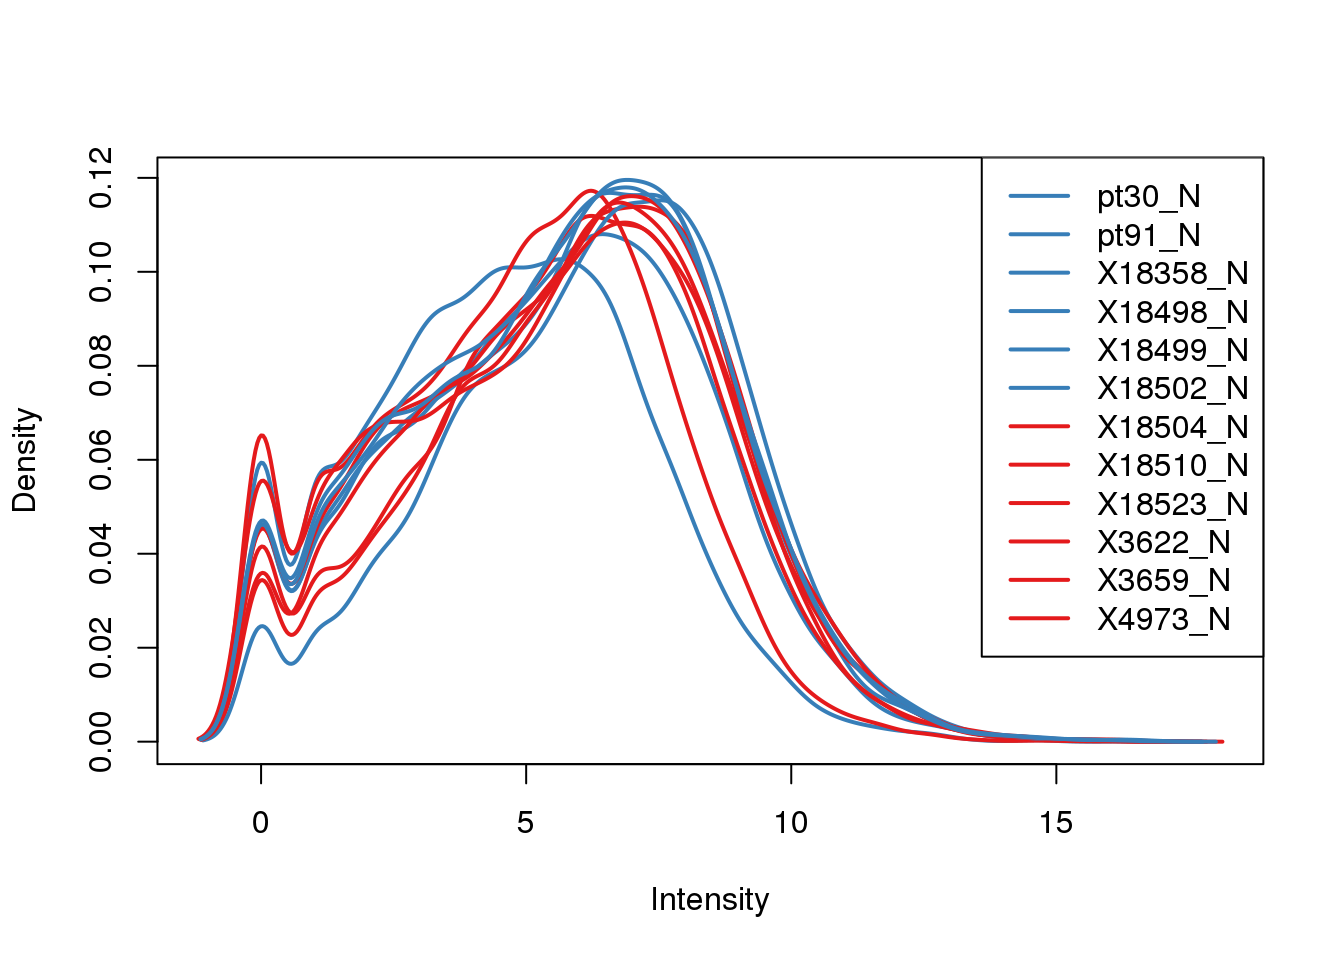 0.12
0.10
0.08
0.06
0.04
0.02
0.00
Density
0
5
10
15
Intensity
pt30_N
pt91_N
X18358_N
X18498_N
X18499_N
X18502_N
X18504_N
X18510_N
X18523_N
X3622_N
X3659_N
X4973_N